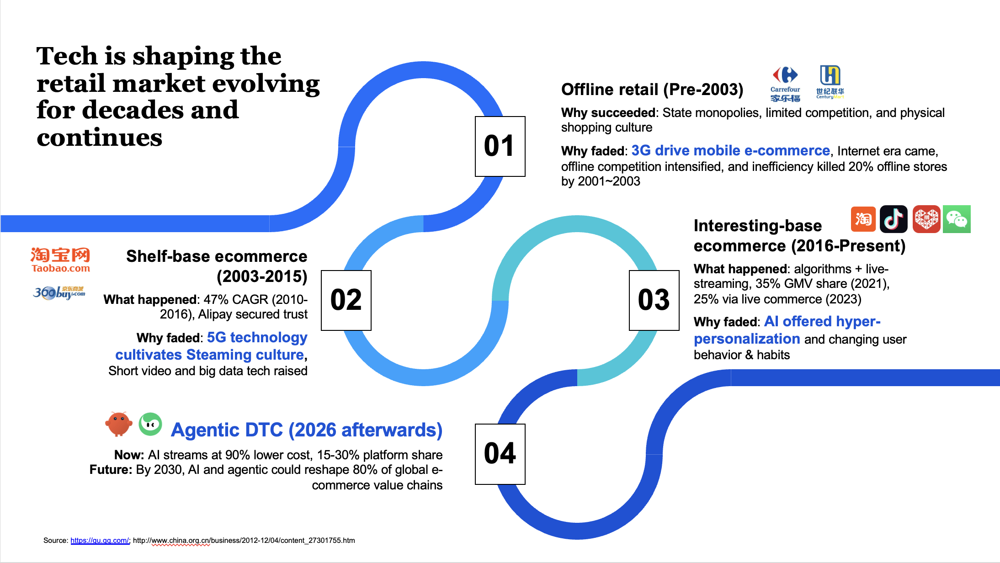 Tech is shaping the
retail market evolving
for decades and
continues
01
Offline retail (Pre-2003)
Carrefour
家乐福
世纪联华
CenturyMart
Why succeeded: State monopolies, limited competition, and physical
shopping culture
Why faded: 3G drive mobile e-commerce, Internet era came,
offline competition intensified, and inefficiency killed 20% offline stores
by 2001~2003
淘宝网
Taobao.com
360buy.com
京东商城
Shelf-base ecommerce
(2003-2015)
What happened: 47% CAGR (2010-
2016), Alipay secured trust
Why faded: 5G technology
cultivates Steaming culture,
Short video and big data tech raised
02
03
Interesting-base
ecommerce (2016-Present)
淘
What happened: algorithms + live-
streaming, 35% GMV share (2021),
25% via live commerce (2023)
Why faded: AI offered hyper-
personalization and changing user
behavior & habits
Agentic DTC (2026 afterwards)
Now: AI streams at 90% lower cost, 15-30% platform share
Future: By 2030, AI and agentic could reshape 80% of global e-
commerce value chains
04
Source: https://qu.qq.com/; http://www.china.org.cn/business/2012-12/04/content_27301755.htm